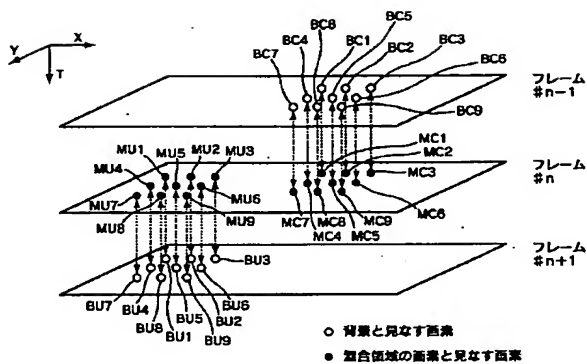 BC5
BC8
BC4
BC1
BC2
BC3
BC7
BC6
BC9
Y
X
T
フレーム
#n−1
MU1
MU5
MU2
MU3
MU4
MU7
MU6
MU8
MU9
MC1
MC2
MC3
MC7
MC8
MC9
MC6
MC4
MC5
フレーム
#n
BU3
BU7
BU4
BU6
BU8
BU5
BU2
BU1
BU9
フレーム
#n+1
○ 背景と見なす画素
● 混合領域の画素と見なす画素